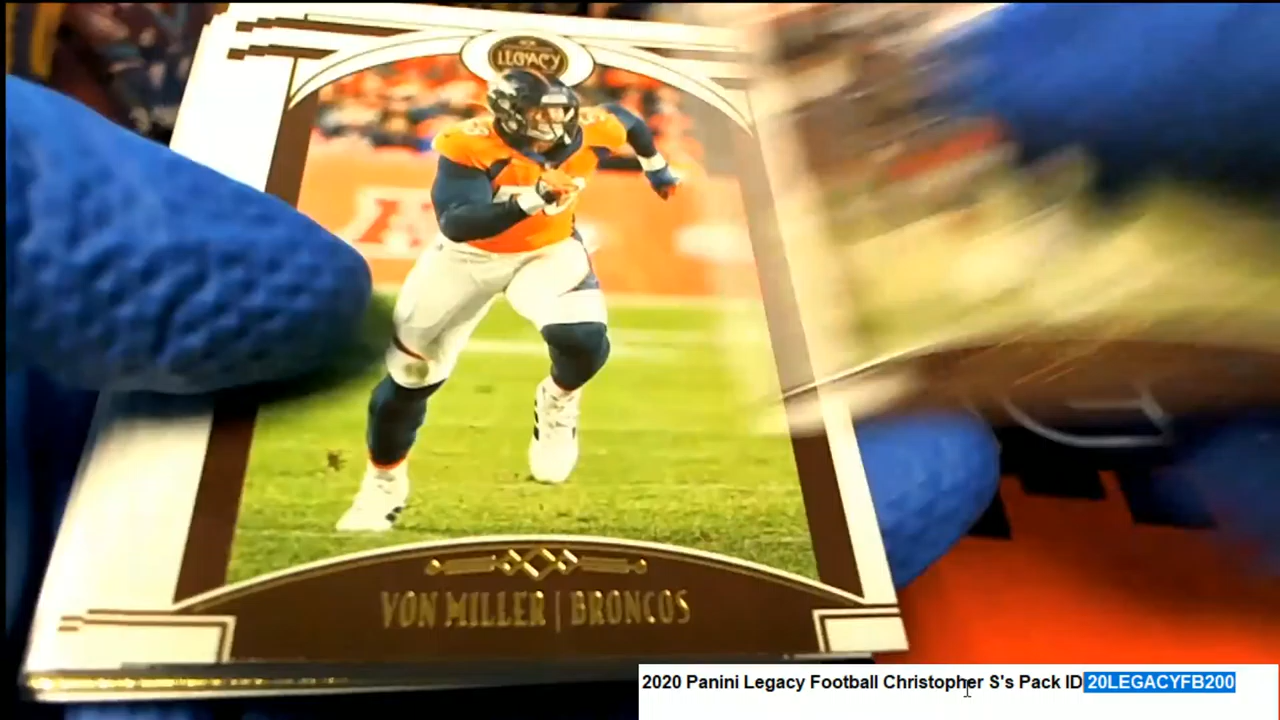 LEGACY
VON MILLER | BRONCOS
2020 Panini Legacy Football Christopher S's Pack ID 20LEGACYFB200